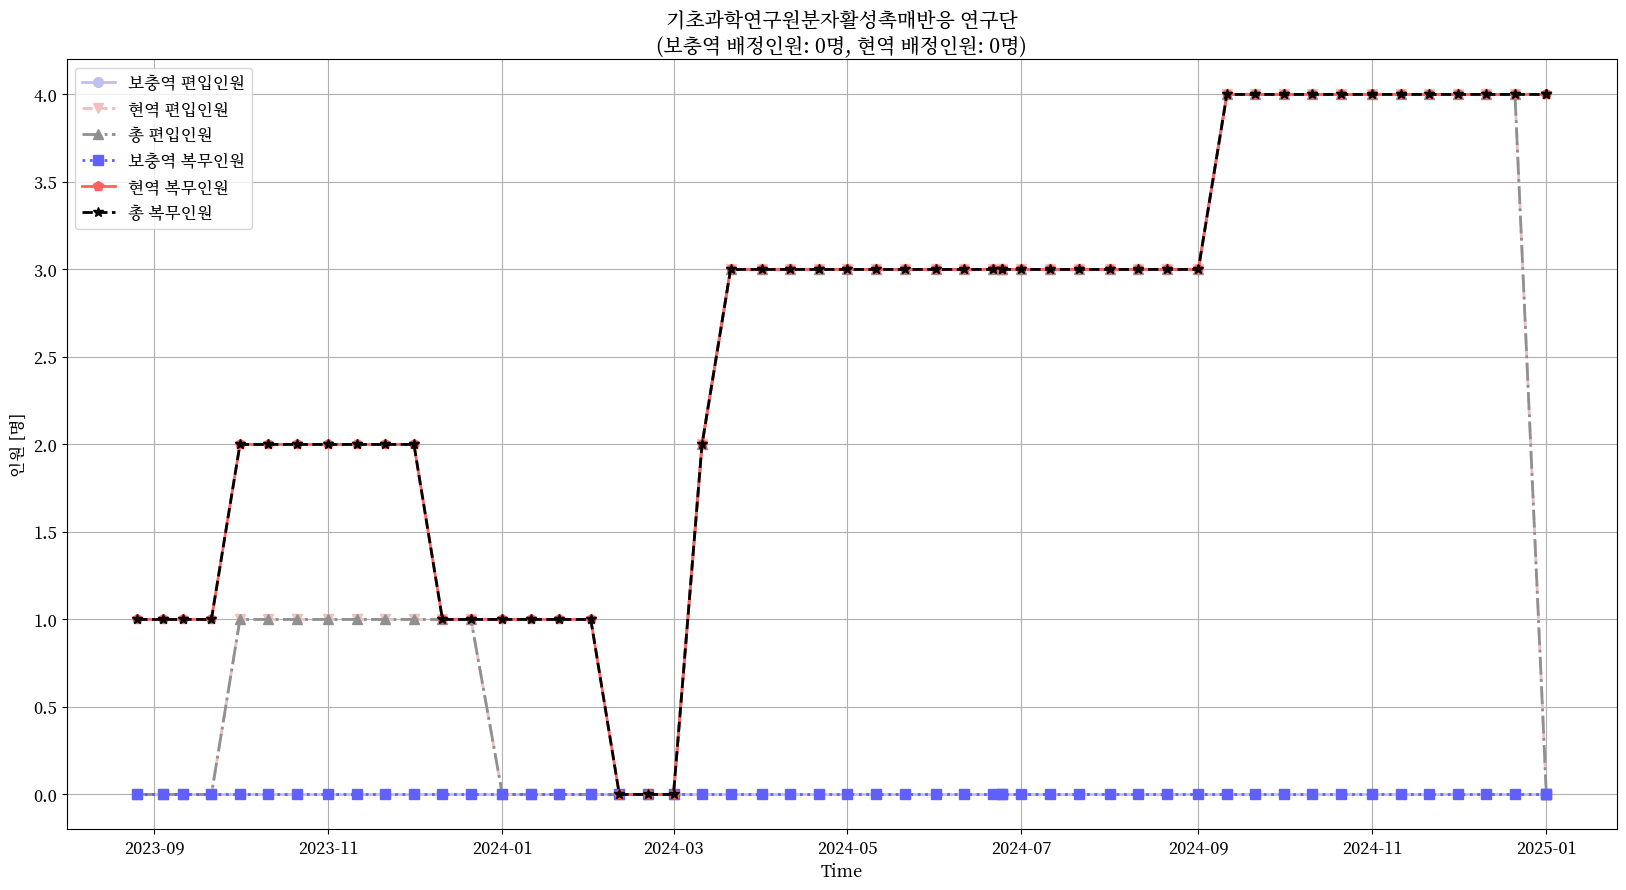 기초과학연구원분자활성촉매반응 연구단
(보충역 배정인원: 0명, 현역 배정인원: 0명)
보충역 편입인원
현역 편입인원
총 편입인원
보충역 복무인원
현역 복무인원
총 복무인원
4.0
3.5
3.0
2.5
2.0
1.5
1.0
0.5
0.0
인원 [명]
2023-09 2023-11 2024-01 2024-03 2024-05 2024-07 2024-09 2024-11 2025-01
Time